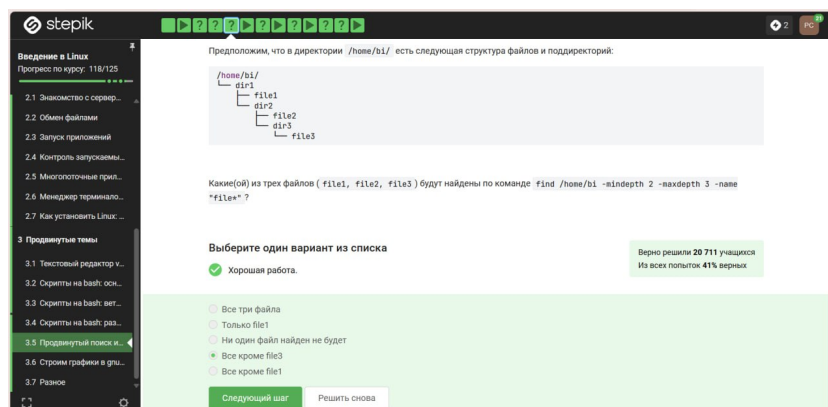 stepik
2
PC
21
Введение в Linux
Прогресс по курсу: 118/125
2.1 Знакомство с сервер...
2.2 Обмен файлами
2.3 Запуск приложений
2.4 Контроль запускаемы...
2.5 Многопоточные прил...
2.6 Менеджер терминало...
2.7 Как установить Linux: ...
3 Продвинутые темы
3.1 Текстовый редактор v...
3.2 Скрипты на bash: осн...
3.3 Скрипты на bash: вет...
3.4 Скрипты на bash: раз...
3.5 Продвинутый поиск и...
3.6 Строим графики в gnu...
3.7 Разное
Предположим, что в директории /home/bi/ есть следующая структура файлов и поддиректорий:
/home/bi/
└── dir1
├── file1
└── dir2
├── file2
└── dir3
└── file3
Какие(ой) из трех файлов ( file1, file2, file3 ) будут найдены по команде find /home/bi -mindepth 2 -maxdepth 3 -name
"file*" ?
Выберите один вариант из списка
Хорошая работа.
Верно решили 20 711 учащихся
Из всех попыток 41% верных
Все три файла
Только file1
Ни один файл найден не будет
Все кроме file3
Все кроме file1
Следующий шаг
Решить снова